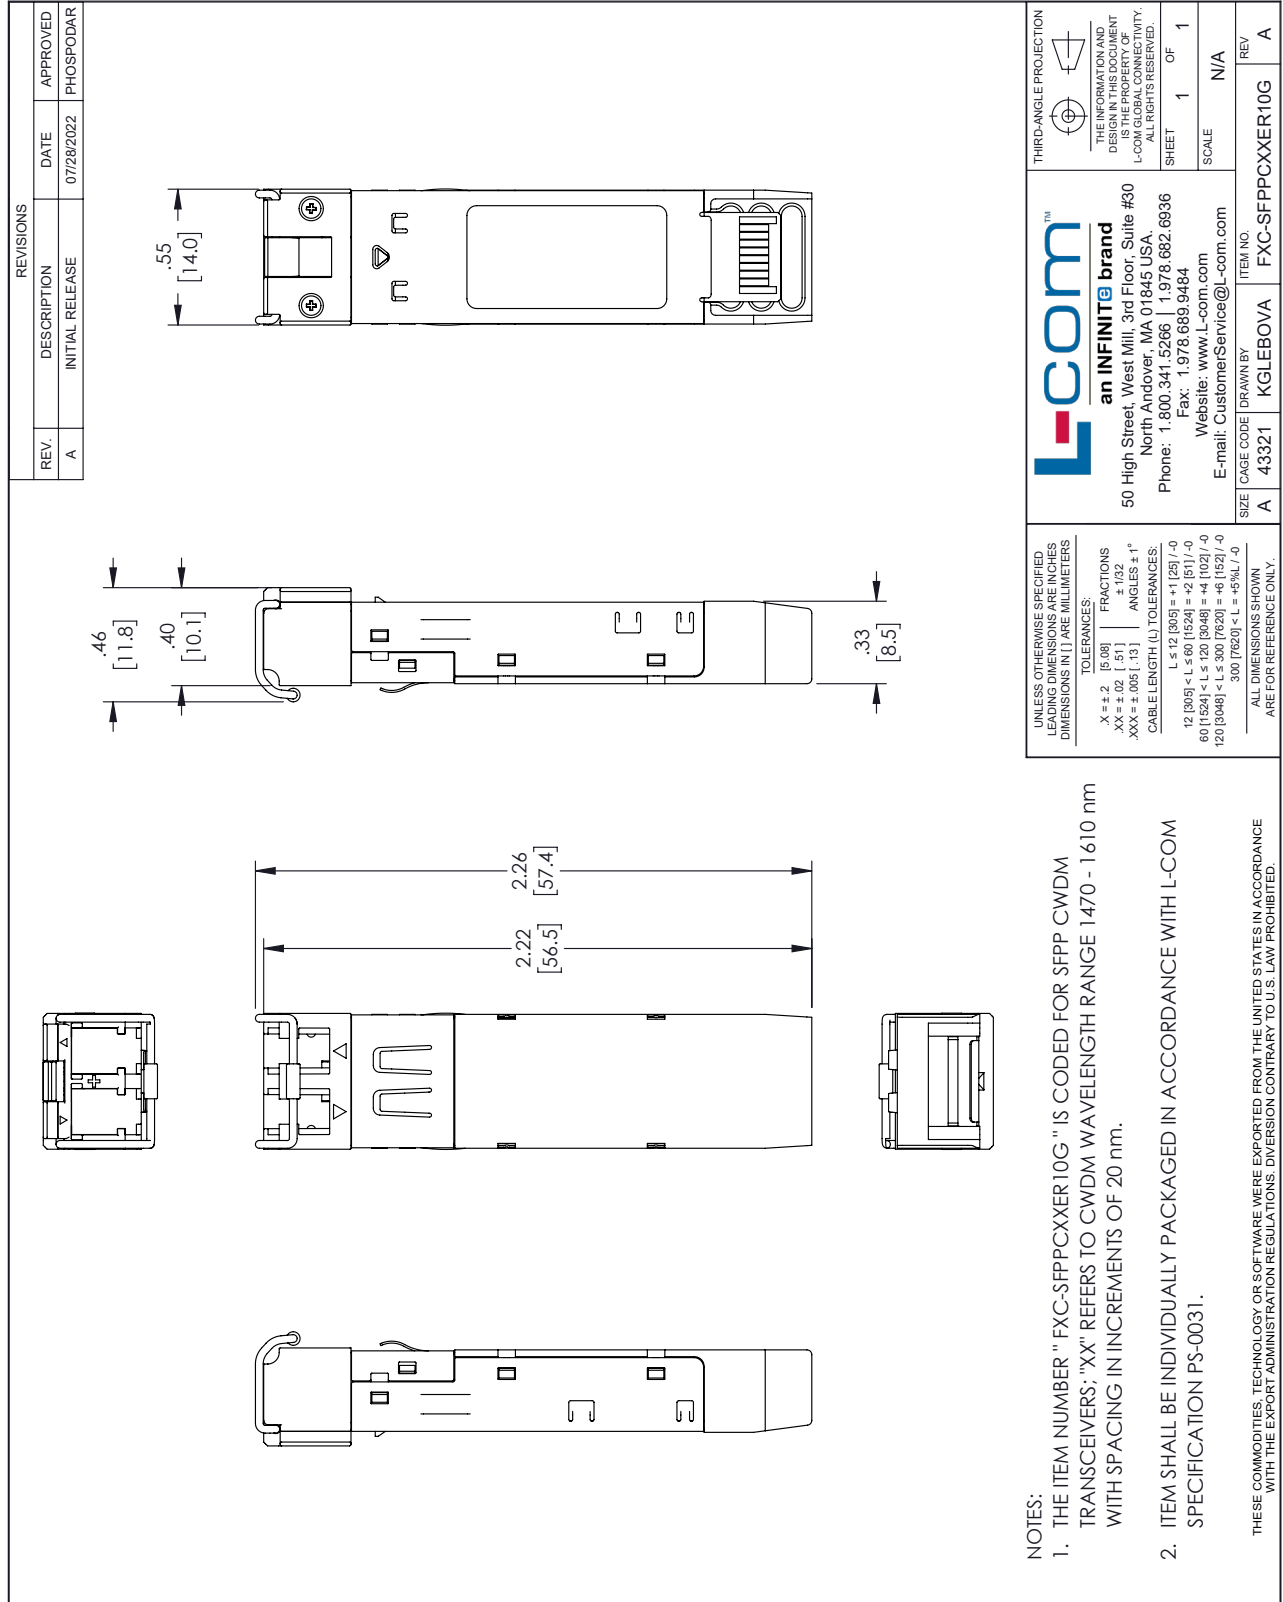 REVISIONS
REV. DESCRIPTION DATE APPROVED
A INITIAL RELEASE 07/28/2022 PHOSPODAR
.46
[11.8]
.40
[10.1]
.55
[14.0]
2.26
[57.4]
2.22
[56.5]
.33
[8.5]
NOTES:
1. THE ITEM NUMBER " FXC-SFPPCXXER10G " IS CODED FOR SFPP CWDM
TRANSCEIVERS; "XX" REFERS TO CWDM WAVELENGTH RANGE 1470 - 1610 nm
WITH SPACING IN INCREMENTS OF 20 nm.
2. ITEM SHALL BE INDIVIDUALLY PACKAGED IN ACCORDANCE WITH L-COM
SPECIFICATION PS-0031.
THESE COMMODITIES, TECHNOLOGY OR SOFTWARE WERE EXPORTED FROM THE UNITED STATES IN ACCORDANCE
WITH THE EXPORT ADMINISTRATION REGULATIONS. DIVERSION CONTRARY TO U.S. LAW PROHIBITED.
UNLESS OTHERWISE SPECIFIED
LEADING DIMENSIONS ARE INCHES
DIMENSIONS IN [ ] ARE MILLIMETERS
TOLERANCES:
.X = ± .2 [5.08] FRACTIONS
.XX = ± .02 [ .51] ± 1/32
.XXX = ± .005 [ .13 ] ANGLES ± 1°
CABLE LENGTH (L) TOLERANCES:
L ≤ 12 [305] = +1 [25] / -0
12 [305] < L ≤ 60 [1524] = +2 [51] / -0
60 [1524] < L ≤ 120 [3048] = +4 [102] / -0
120 [3048] < L ≤ 300 [7620] = +6 [152] / -0
300 [7620] < L = +5%L / -0
ALL DIMENSIONS SHOWN
ARE FOR REFERENCE ONLY.
L-com™
an INFINITe brand
50 High Street, West Mill, 3rd Floor, Suite #30
North Andover, MA 01845 USA.
Phone: 1.800.341.5266 | 1.978.682.6936
Fax: 1.978.689.9484
Website: www.L-com.com
E-mail: CustomerService@L-com.com
THIRD-ANGLE PROJECTION
THE INFORMATION AND
DESIGN IN THIS DOCUMENT
IS THE PROPERTY OF
L-COM GLOBAL CONNECTIVITY.
ALL RIGHTS RESERVED.
SHEET 1 OF 1
SCALE N/A
SIZE CAGE CODE DRAWN BY ITEM NO. REV
A 43321 KGLEBOVA FXC-SFPPCXXER10G A